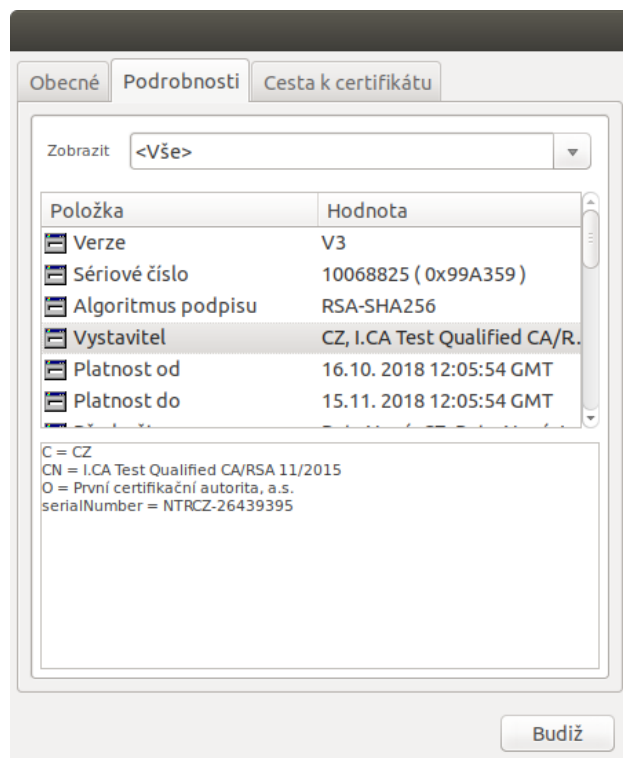 Obecné Podrobnosti Cesta k certifikátu
Zobrazit <Vše>
Položka Hodnota
Verze V3
Sériové číslo 10068825 ( 0x99A359 )
Algoritmus podpisu RSA-SHA256
Vystavitel CZ, I.CA Test Qualified CA/R.
Platnost od 16.10. 2018 12:05:54 GMT
Platnost do 15.11. 2018 12:05:54 GMT
C = CZ
CN = I.CA Test Qualified CA/RSA 11/2015
O = První certifikační autorita, a.s.
serialNumber = NTRCZ-26439395
Budiž